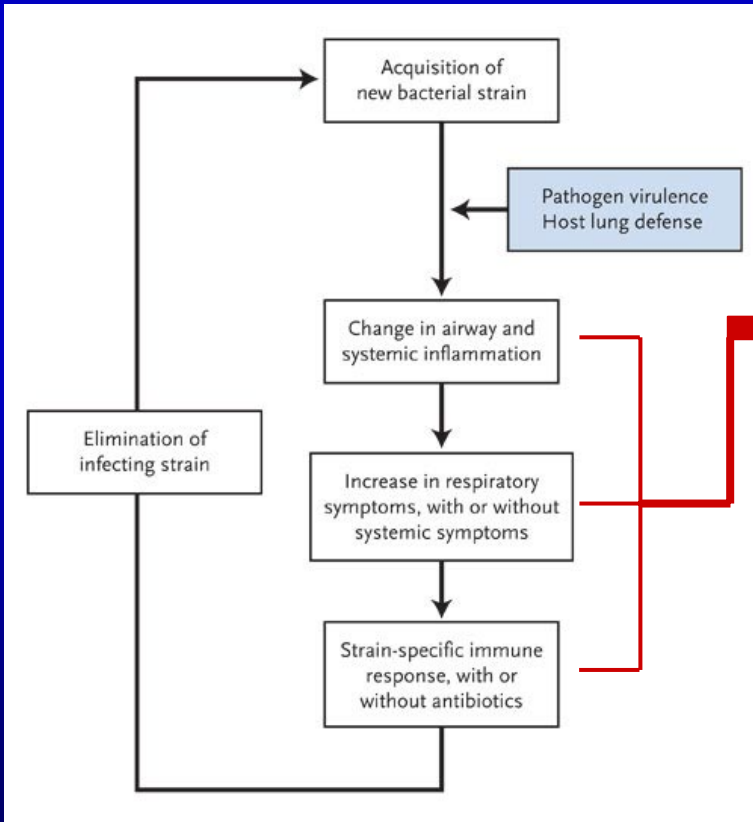 Acquisition of
new bacterial strain
Pathogen virulence
Host lung defense
Change in airway and
systemic inflammation
Elimination of
infecting strain
Increase in respiratory
symptoms, with or without
systemic symptoms
Strain-specific immune
response, with or
without antibiotics